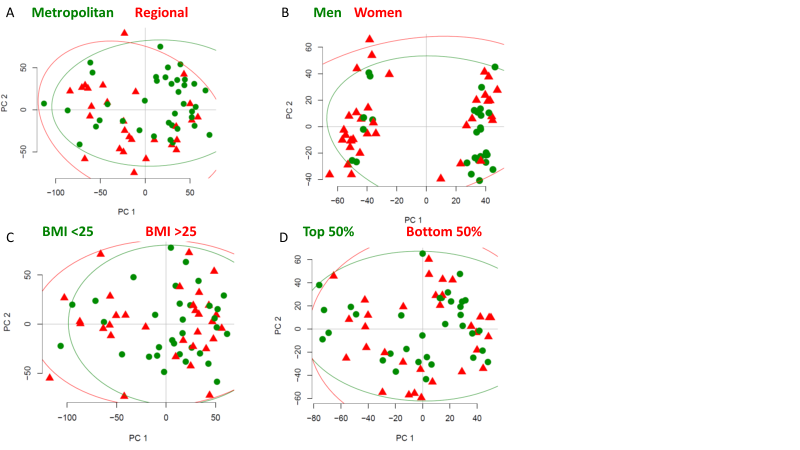 A Metropolitan Regional
50
0
−50
PC 2
−100 −50 0 50
PC 1
B Men Women
60
40
20
0
−20
−40
PC 2
−60 −40 −20 0 20 40
PC 1
C BMI <25 BMI >25
50
0
−50
PC 2
−100 −50 0 50
PC 1
D Top 50% Bottom 50%
60
40
20
0
−20
−40
−60
PC 2
−80 −60 −40 −20 0 20 40
PC 1